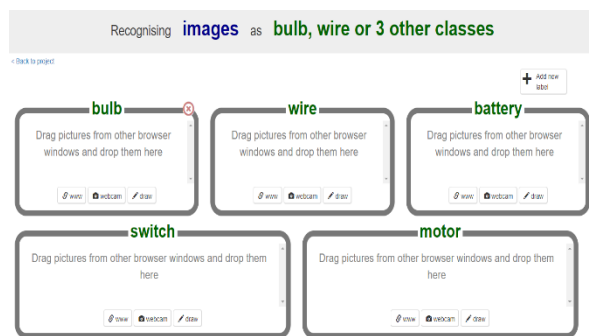 Recognising images as bulb, wire or 3 other classes
< Back to project
Add new
label
bulb
Drag pictures from other browser
windows and drop them here
www webcam draw
wire
Drag pictures from other browser
windows and drop them here
www webcam draw
battery
Drag pictures from other browser
windows and drop them here
www webcam draw
switch
Drag pictures from other browser windows and drop them
here
www webcam draw
motor
Drag pictures from other browser windows and drop them
here
www webcam draw